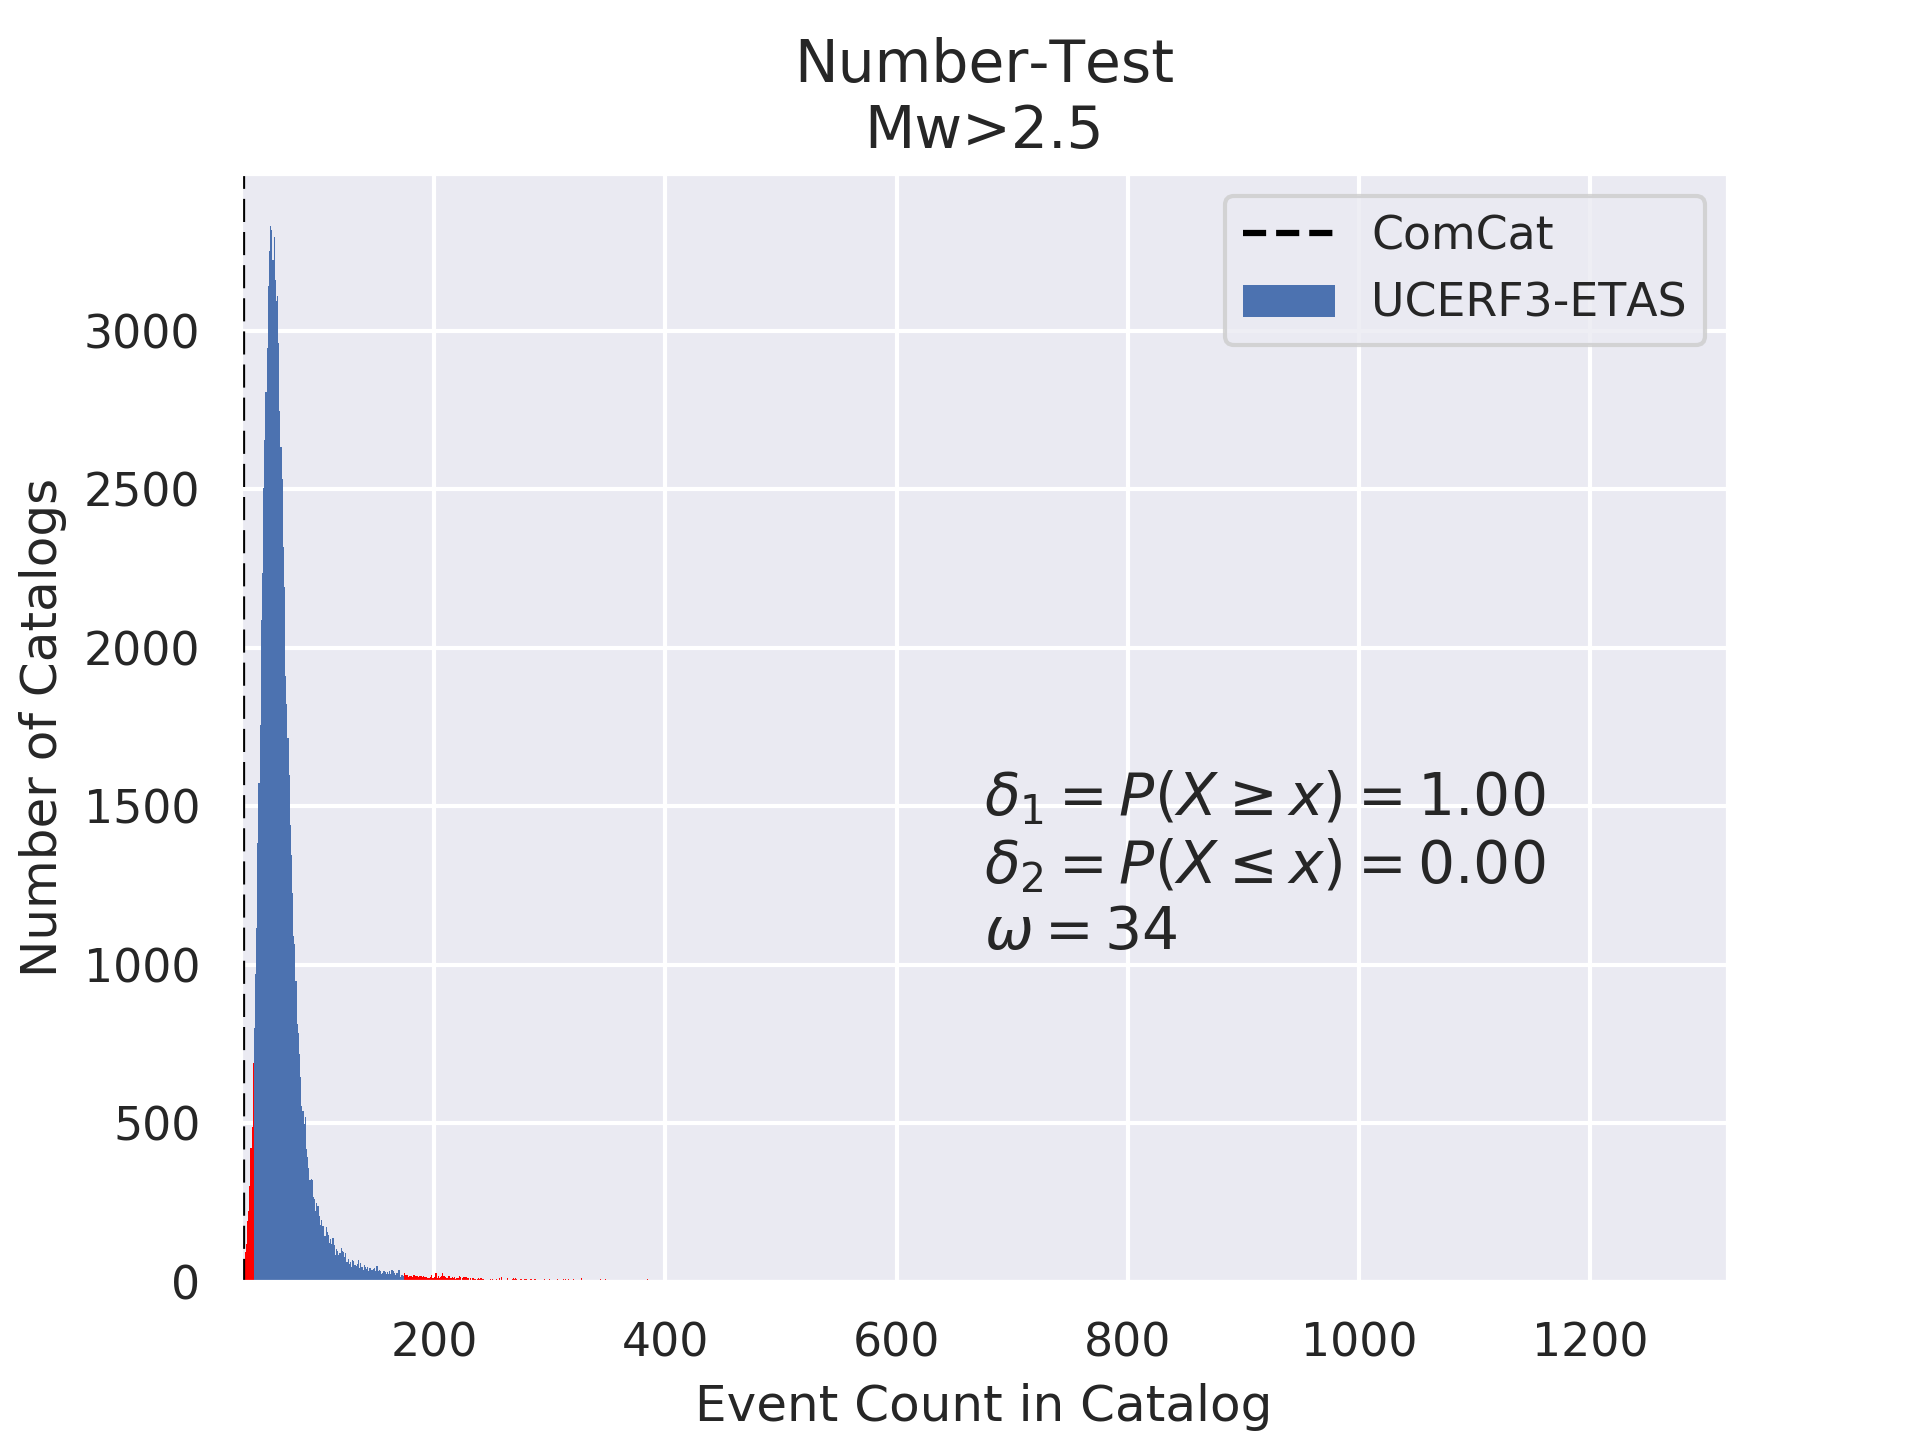 Number-Test
Mw>2.5
ComCat
UCERF3-ETAS
3000
2500
2000
1500
1000
500
0
Number of Catalogs
δ₁ = P(X ≥ x) = 1.00
δ₂ = P(X ≤ x) = 0.00
ω = 34
200 400 600 800 1000 1200
Event Count in Catalog